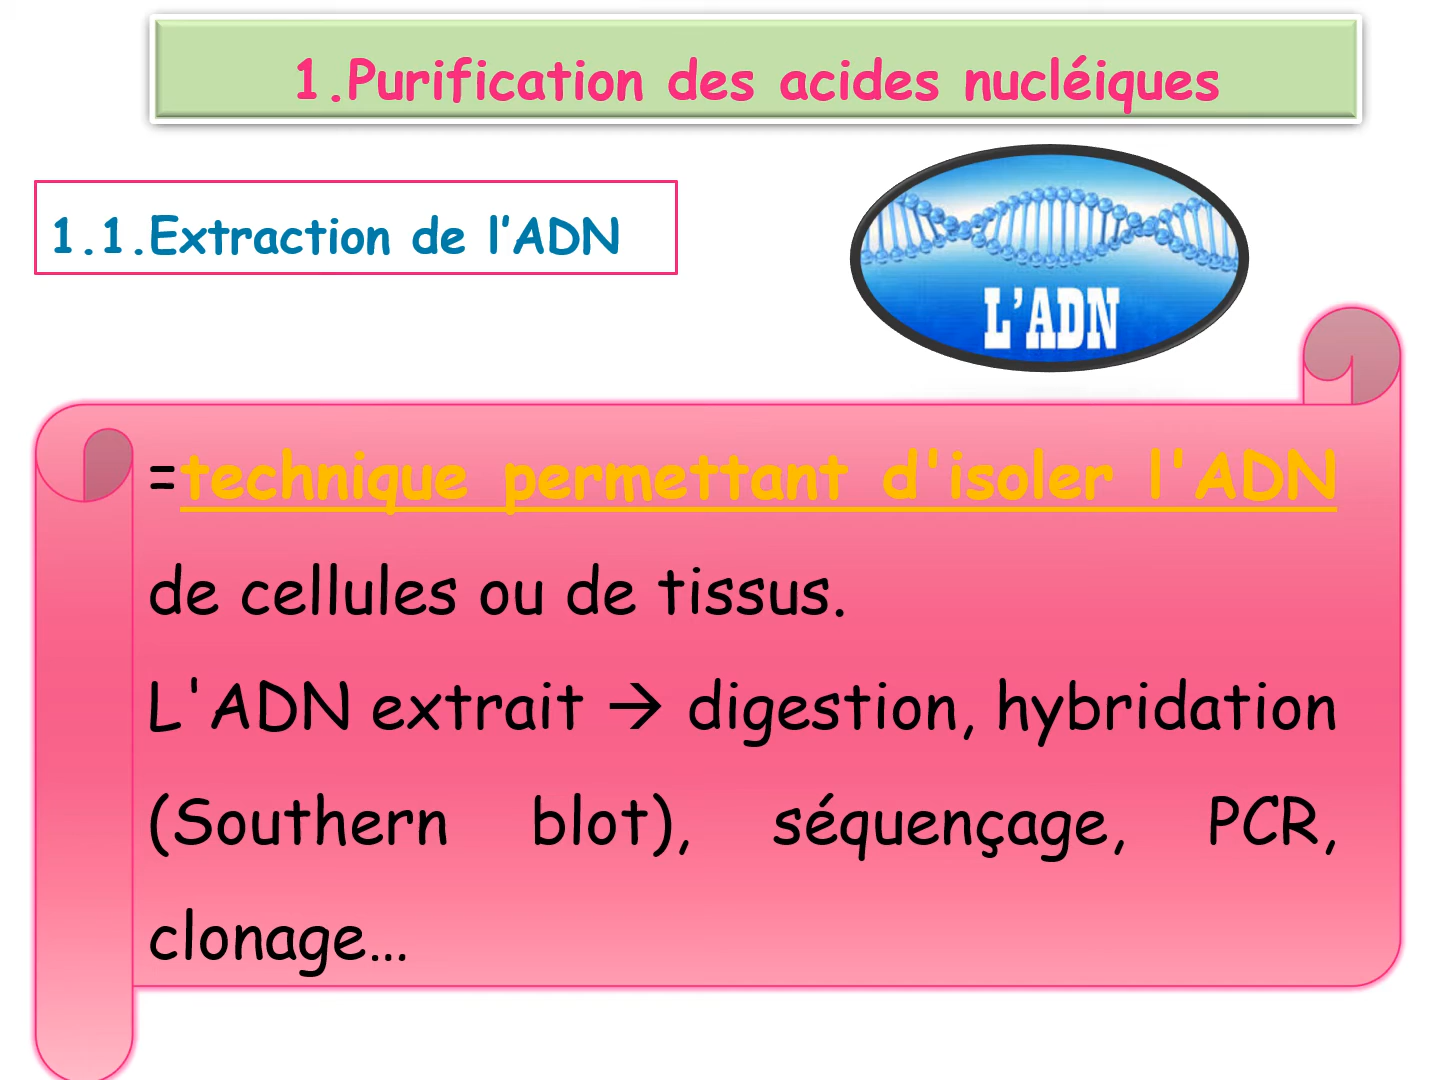 1.Purification des acides nucléiques
1.1.Extraction de l’ADN
L’ADN
=technique permettant d'isoler l'ADN
de cellules ou de tissus.
L'ADN extrait → digestion, hybridation
(Southern blot), séquençage, PCR,
clonage…